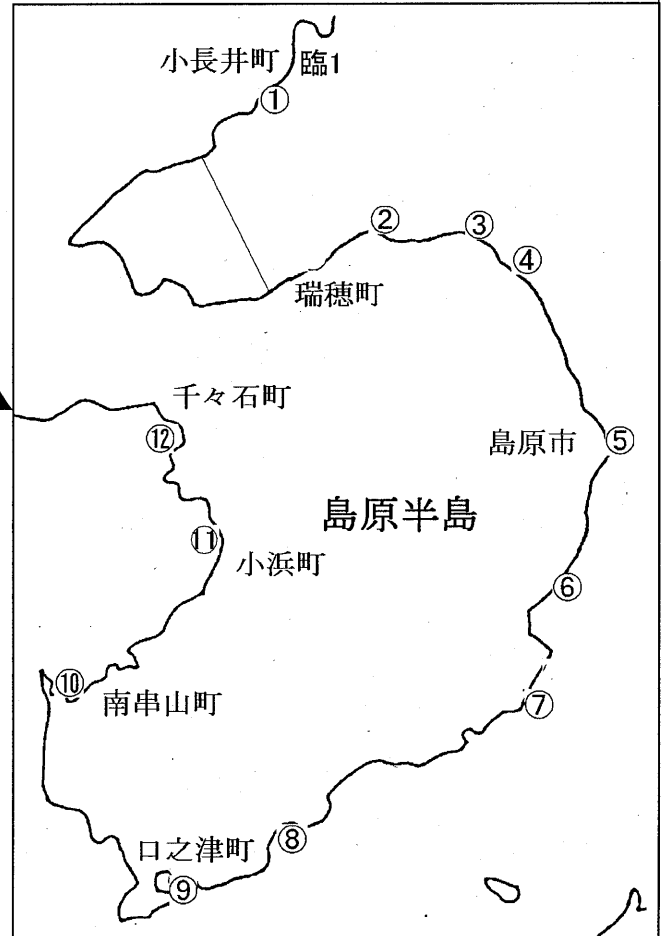 小長井町 臨1
①
② ③
④
瑞穂町
千々石町
⑫
島原市 ⑤
島原半島
⑪
小浜町
⑥
⑩
南串山町
⑦
口之津町 ⑧
⑨